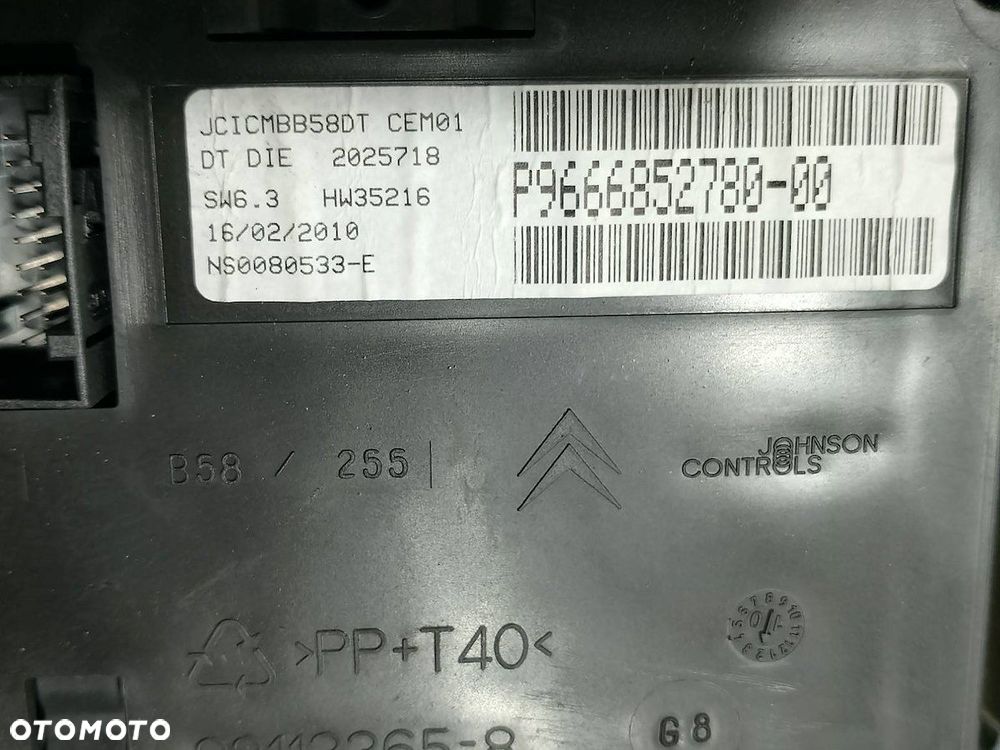 JCICMBB58DT CEM01
DT DIE 2025718
SW6.3 HW35216
16/02/2010
NS0080533-E
P9666852780-00
B58 / 255
JOHNSON
CONTROLS
>PP+T40<
G8
OTOMOTO